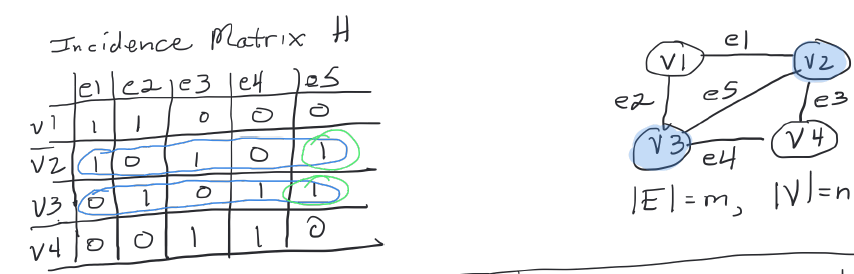 Incidence Matrix H
e1 e2 e3 e4 e5
v1 1 1 0 0 0
v2 1 0 1 0 1
v3 0 1 0 1 1
v4 0 0 1 1 0
e1
v1 v2
e2 e5 e3
v3 v4
e4
|E|=m, |V|=n